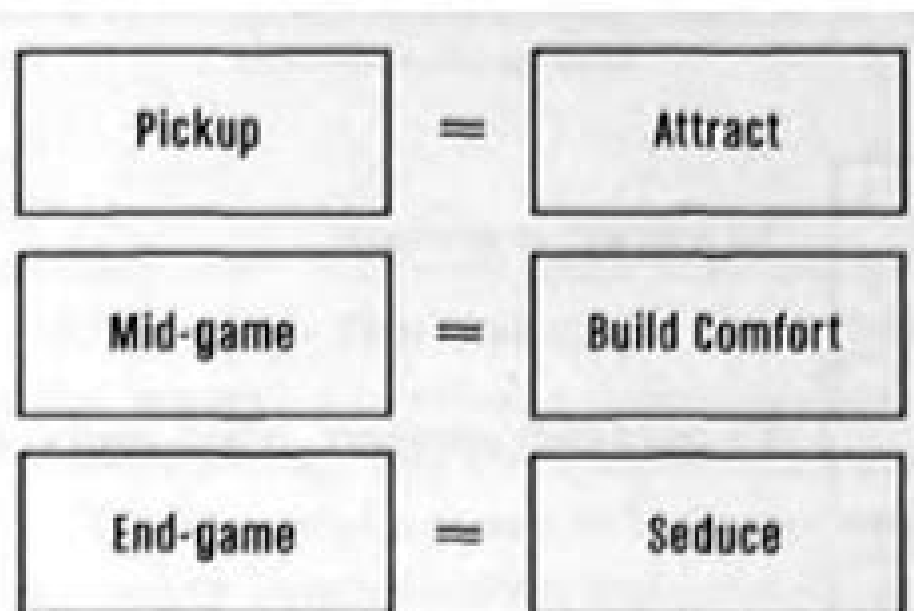 Pickup = Attract
Mid-game = Build Comfort
End-game = Seduce